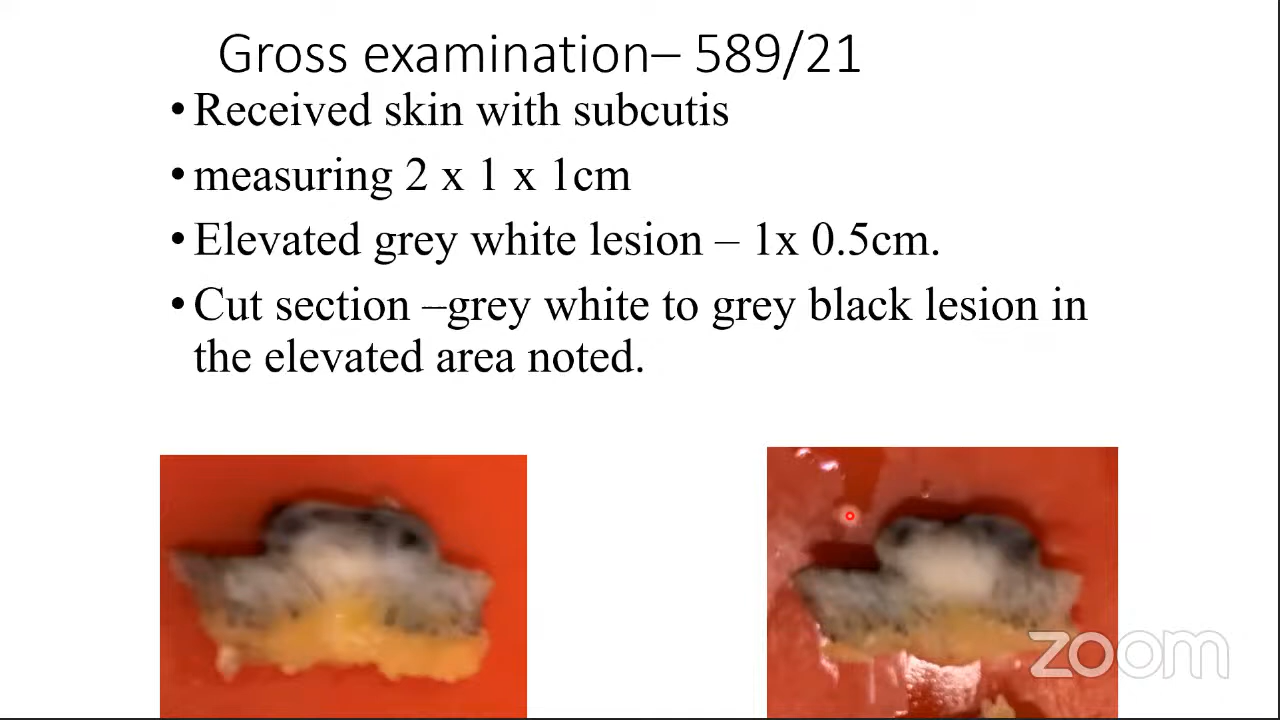 Gross examination– 589/21
•Received skin with subcutis
•measuring 2 x 1 x 1cm
•Elevated grey white lesion – 1x 0.5cm.
•Cut section –grey white to grey black lesion in
the elevated area noted.
zoom